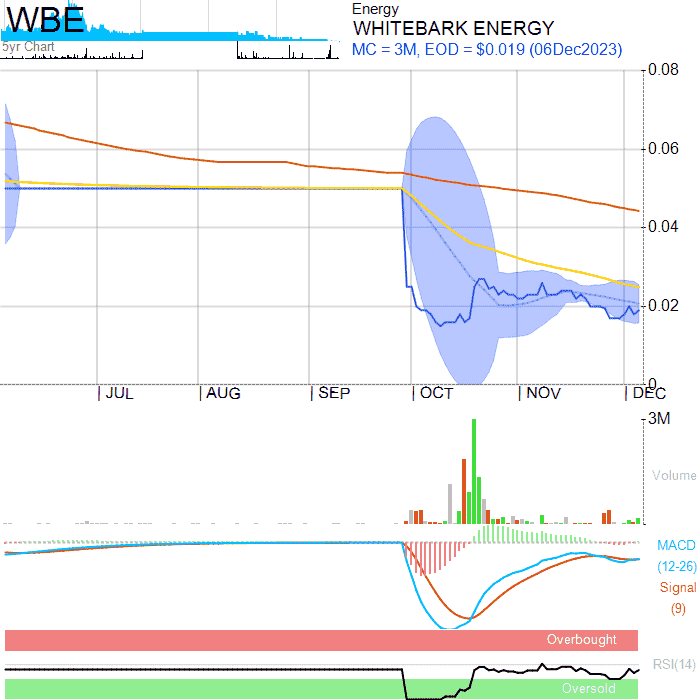 WBE
5yr Chart
Energy
WHITEBARK ENERGY
MC = 3M, EOD = $0.019 (06Dec2023)
0.08
0.06
0.04
0.02
0
JUL AUG SEP OCT NOV DEC
3M
Volume
MACD
(12-26)
Signal
(9)
Overbought
RSI(14)
Oversold